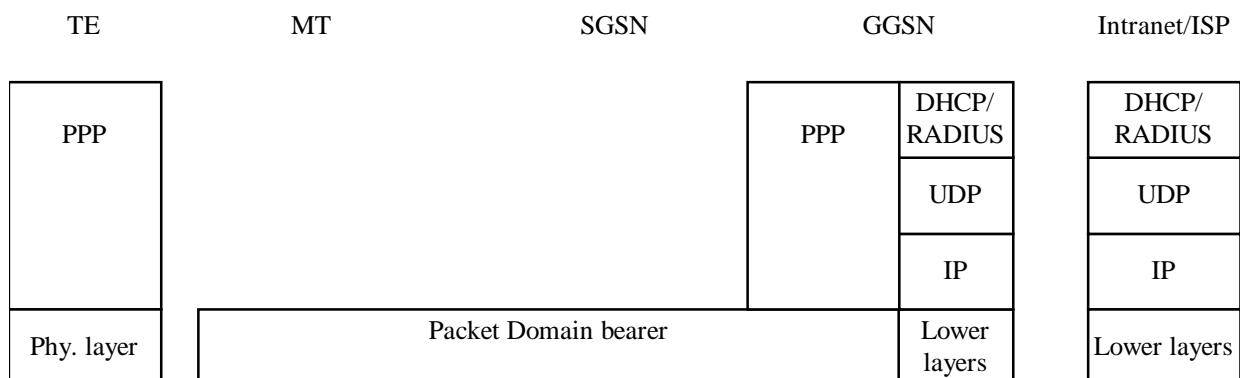 TE MT SGSN GGSN Intranet/ISP
PPP PPP DHCP/ DHCP/
RADIUS RADIUS
UDP UDP
IP IP
Phy. layer Packet Domain bearer Lower Lower layers
layers